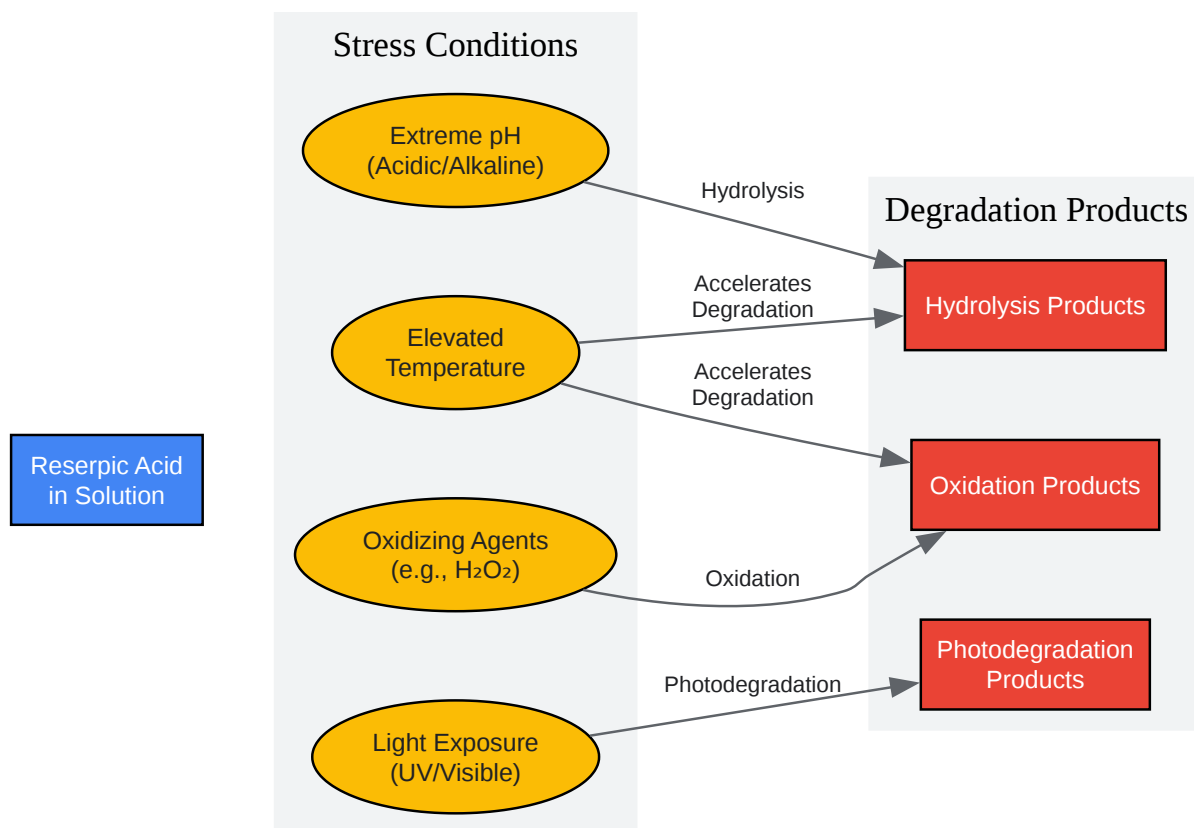 Stress Conditions
Extreme pH
(Acidic/Alkaline)
Hydrolysis
Degradation Products
Accelerates
Degradation
Hydrolysis Products
Elevated
Temperature
Accelerates
Degradation
Reserpic Acid
in Solution
Oxidation Products
Oxidizing Agents
(e.g., H₂O₂)
Oxidation
Photodegradation
Products
Photodegradation
Light Exposure
(UV/Visible)